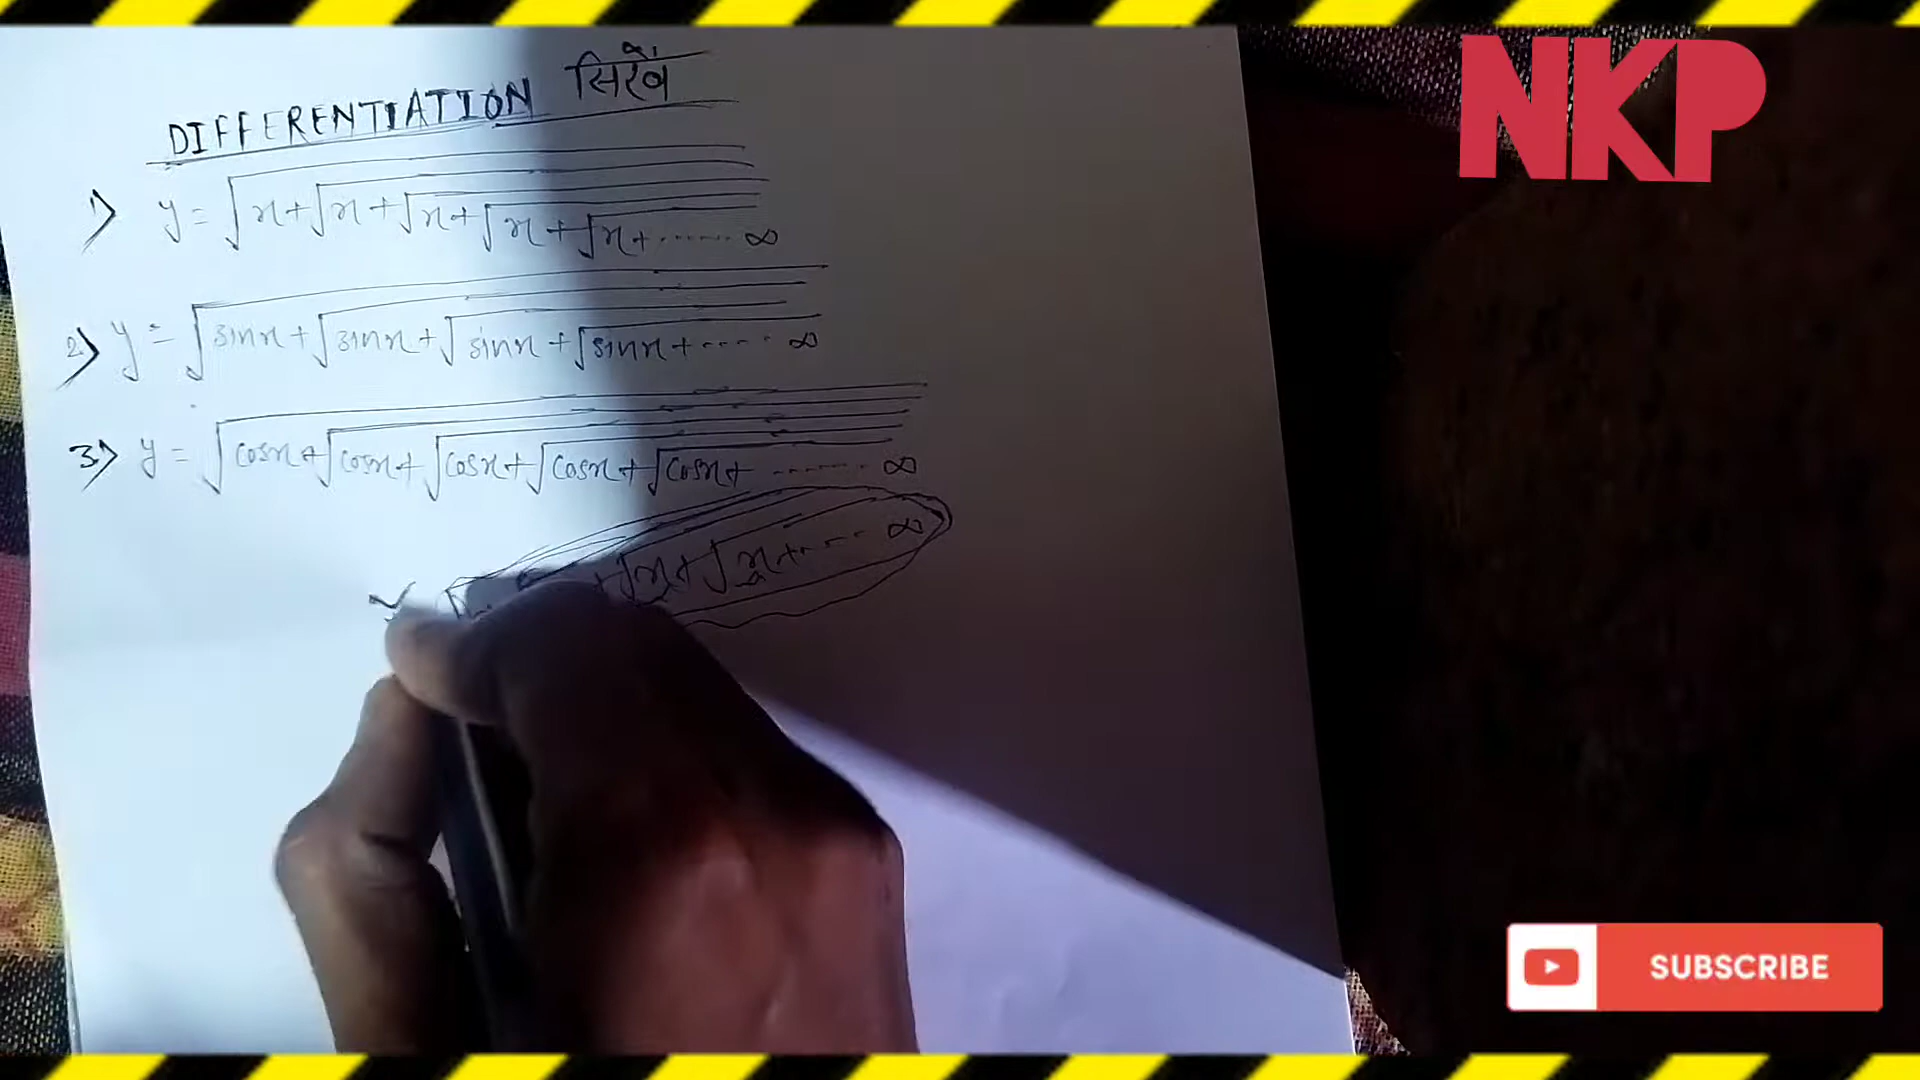 DIFFERENTIATION सिखें
1) y = √x+√x+√x+√x+√x+....... ∞
2) y = √sinx+√sinx+√sinx+√sinx+..... ∞
3) y = √cosx+√cosx+√cosx+√cosx+√cosx+ ........ ∞
+√x+√x+.... ∞
NKP
SUBSCRIBE